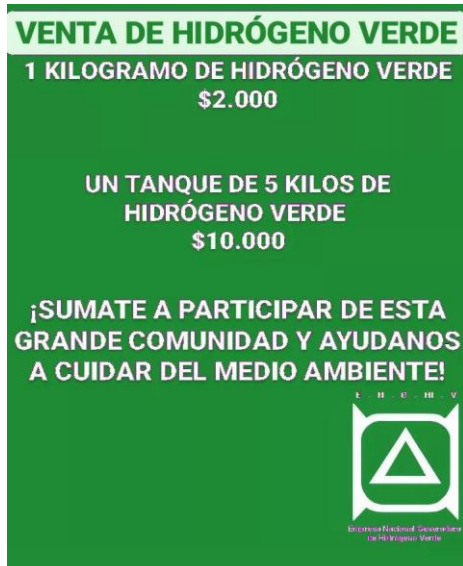 VENTA DE HIDRÓGENO VERDE
1 KILOGRAMO DE HIDRÓGENO VERDE
$2.000
UN TANQUE DE 5 KILOS DE
HIDRÓGENO VERDE
$10.000
¡SUMATE A PARTICIPAR DE ESTA
GRANDE COMUNIDAD Y AYUDANOS
A CUIDAR DEL MEDIO AMBIENTE!
Empresa Nacional Generadora
de Hidrógeno Verde